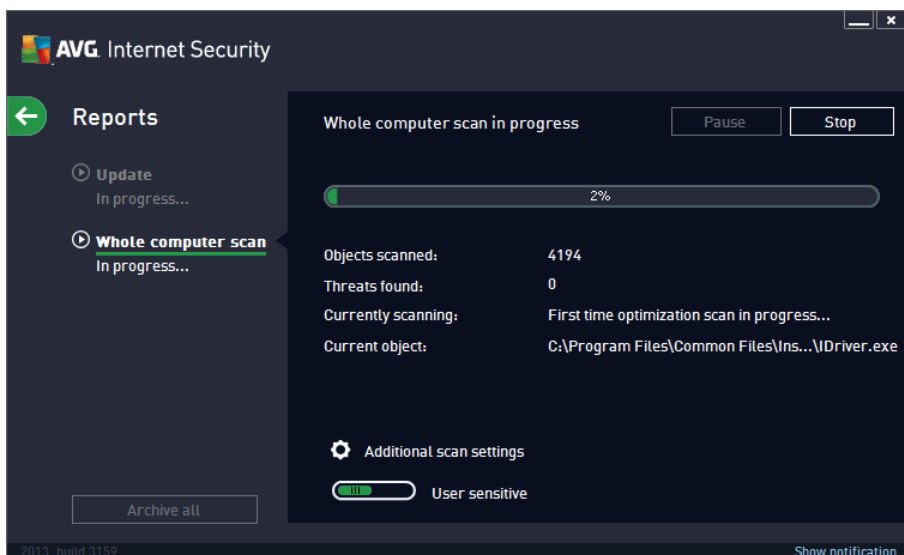 AVG. Internet Security
Reports
Update
In progress...
Whole computer scan
In progress...
Archive all
Whole computer scan in progress
Pause
Stop
2%
Objects scanned: 4194
Threats found: 0
Currently scanning: First time optimization scan in progress...
Current object: C:\Program Files\Common Files\Ins...\IDriver.exe
Additional scan settings
User sensitive
2013 build 3159
Show notification